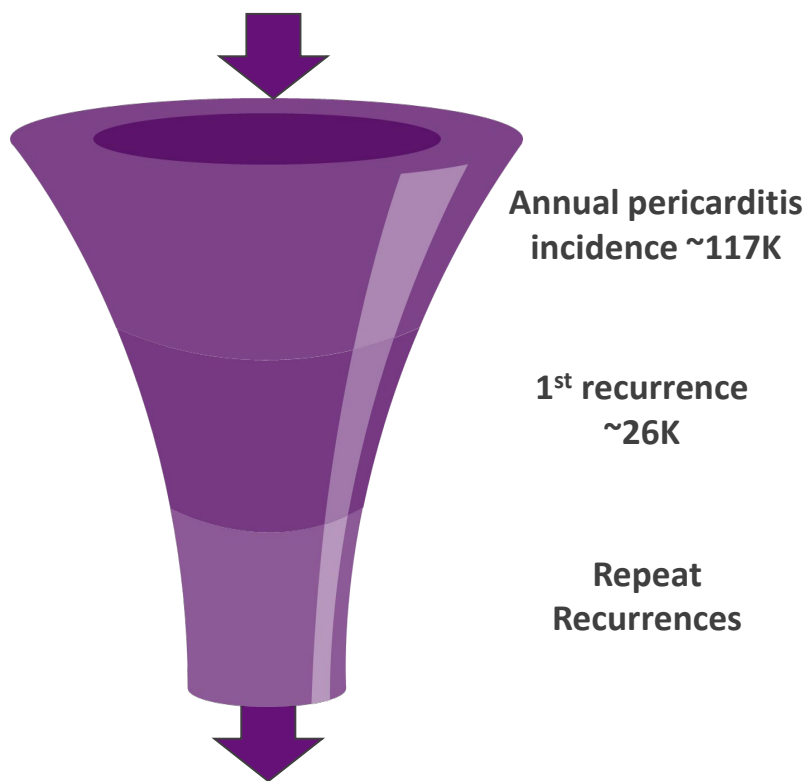 Annual pericarditis
incidence ~117K
1st recurrence
~26K
Repeat
Recurrences